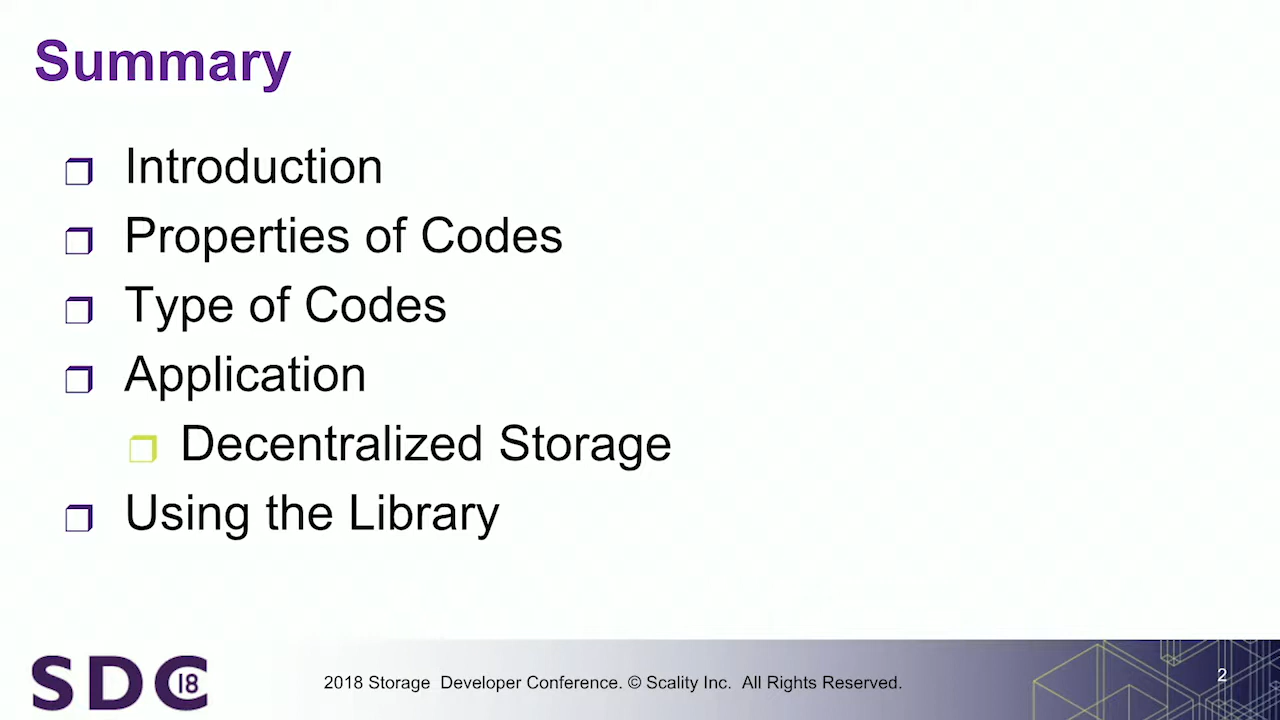 Summary
Introduction
Properties of Codes
Type of Codes
Application
Decentralized Storage
Using the Library
SDC 18
2018 Storage Developer Conference. © Scality Inc. All Rights Reserved.
2